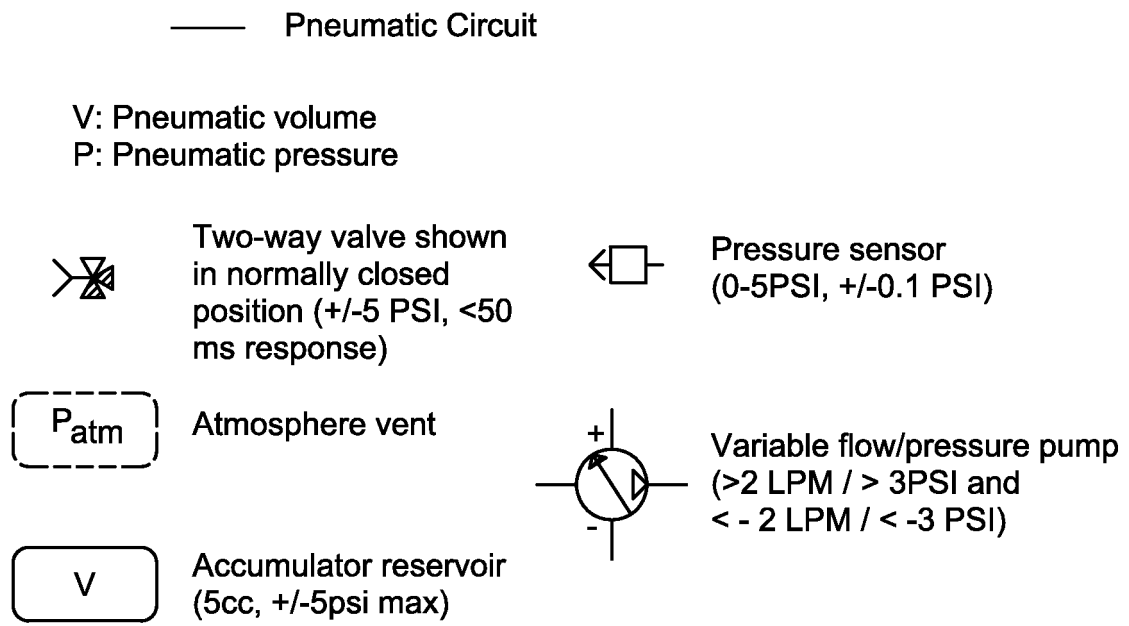 Pneumatic Circuit
V: Pneumatic volume
P: Pneumatic pressure
Two-way valve shown
in normally closed
position (+/-5 PSI, <50
ms response)
Pressure sensor
(0-5PSI, +/-0.1 PSI)
Patm
Atmosphere vent
+
-
Variable flow/pressure pump
(>2 LPM / > 3PSI and
< - 2 LPM / < -3 PSI)
V
Accumulator reservoir
(5cc, +/-5psi max)